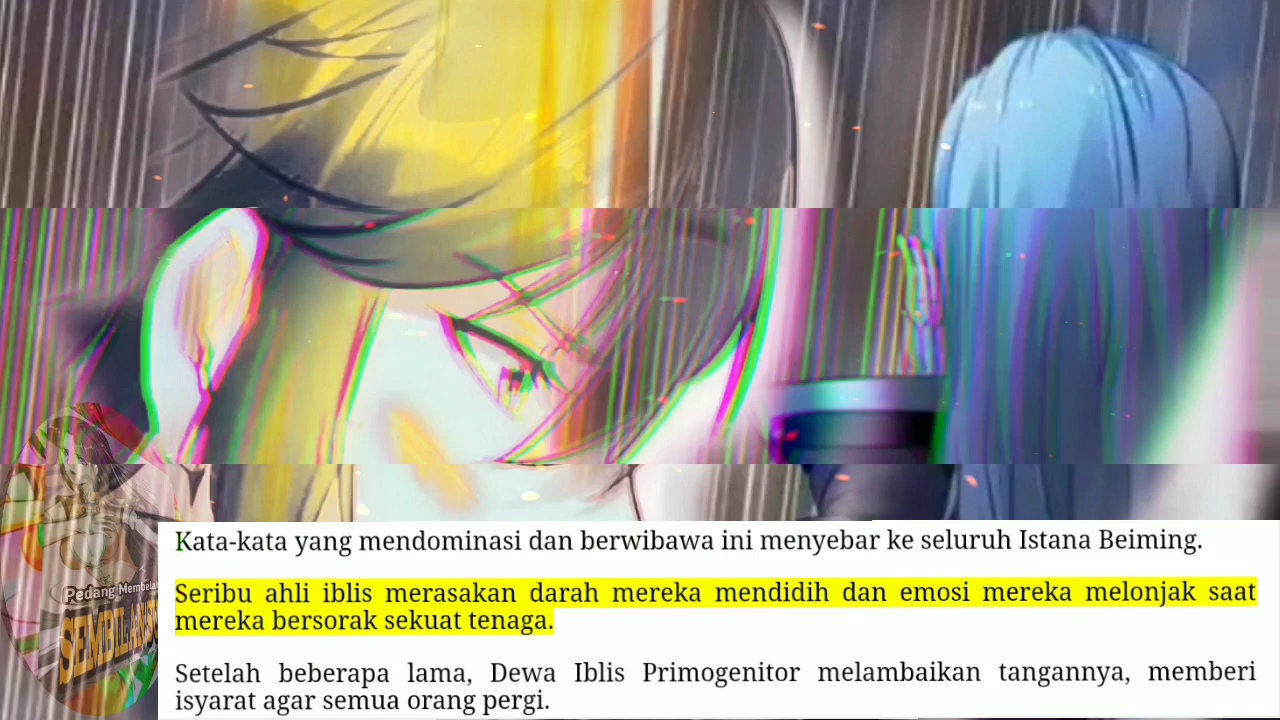 Pedang Membelah
SEMBILAN
Kata-kata yang mendominasi dan berwibawa ini menyebar ke seluruh Istana Beiming.
Seribu ahli iblis merasakan darah mereka mendidih dan emosi mereka melonjak saat
mereka bersorak sekuat tenaga.
Setelah beberapa lama, Dewa Iblis Primogenitor melambaikan tangannya, memberi
isyarat agar semua orang pergi.